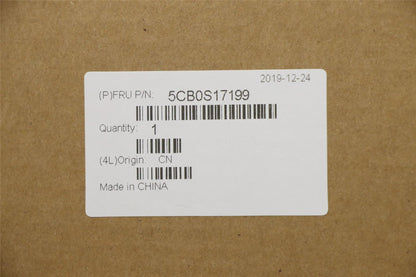 2019-12-24
(P)FRU P/N: 5CB0S17199
Quantity: 1
(4L)Origin: CN
Made in CHINA